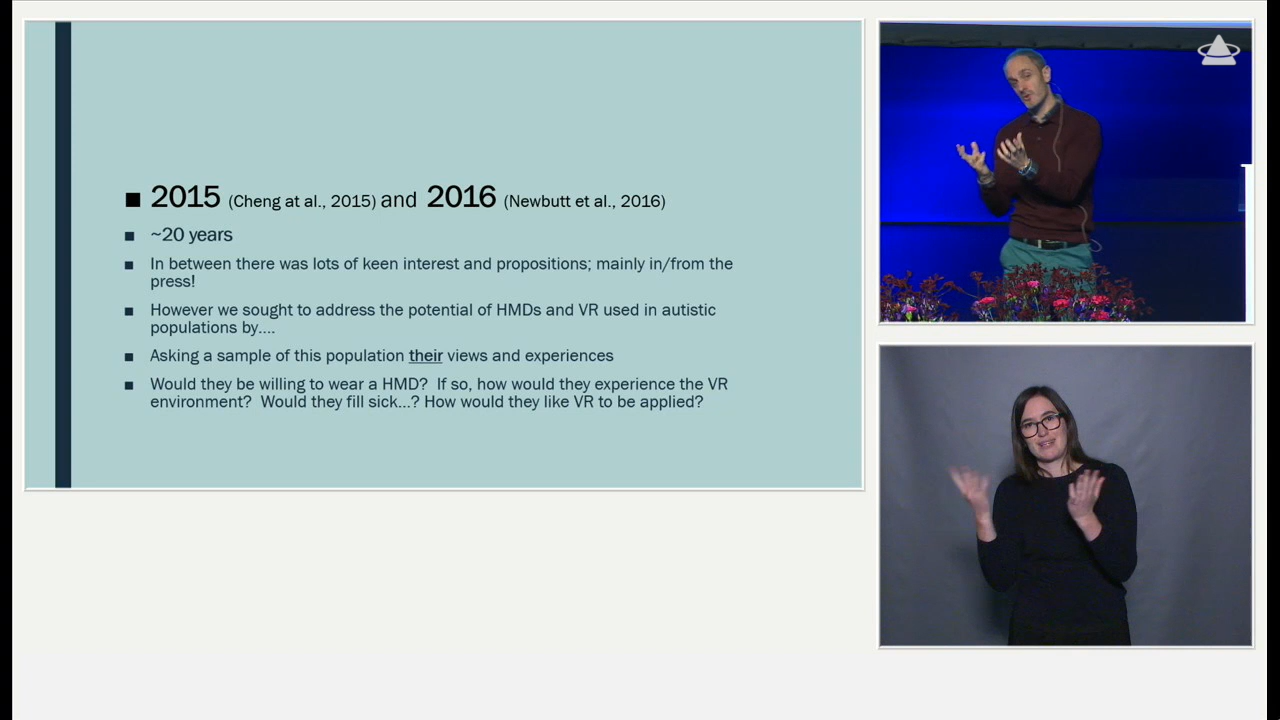 2015 (Cheng at al., 2015) and 2016 (Newbutt et al., 2016)
~20 years
In between there was lots of keen interest and propositions; mainly in/from the
press!
However we sought to address the potential of HMDs and VR used in autistic
populations by....
Asking a sample of this population their views and experiences
Would they be willing to wear a HMD?  If so, how would they experience the VR
environment?  Would they fill sick...? How would they like VR to be applied?